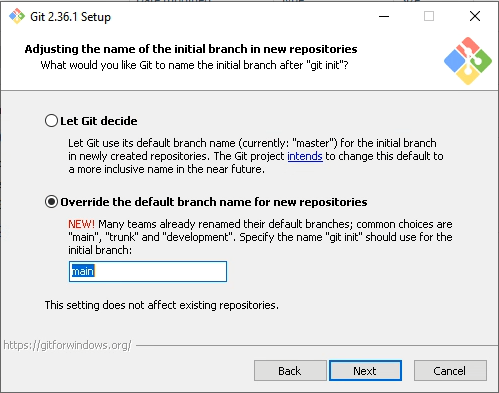 Git 2.36.1 Setup
Adjusting the name of the initial branch in new repositories
What would you like Git to name the initial branch after "git init"?
Let Git decide
Let Git use its default branch name (currently: "master") for the initial branch
in newly created repositories. The Git project intends to change this default to
a more inclusive name in the near future.
Override the default branch name for new repositories
NEW! Many teams already renamed their default branches; common choices are
"main", "trunk" and "development". Specify the name "git init" should use for the
initial branch:
main
This setting does not affect existing repositories.
https://gitforwindows.org/
Back Next Cancel